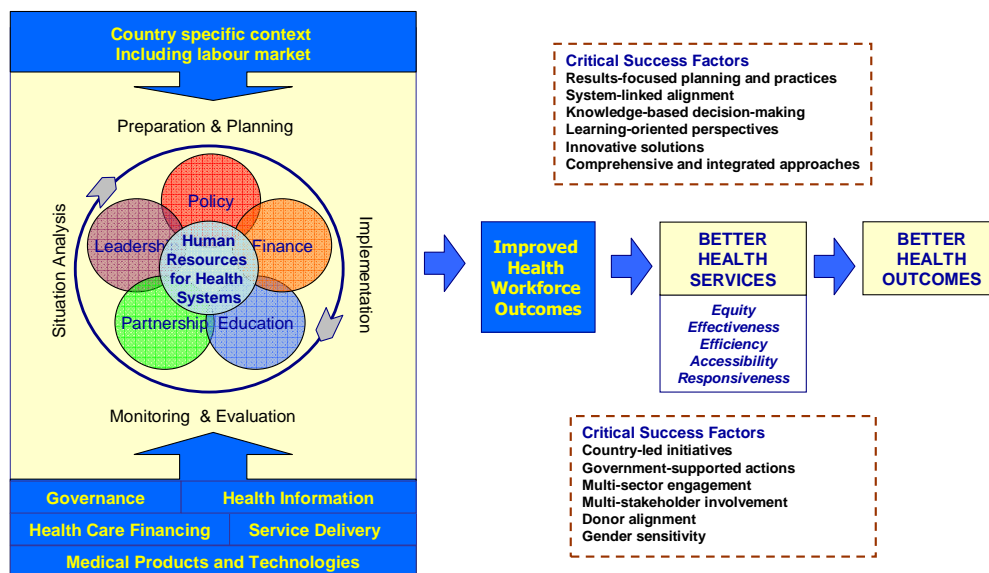 Country specific context
Including labour market
Preparation & Planning
Situation Analysis
Implementation
Policy
Leadersh
Finance
Human
Resources
for Health
Systems
Partnership
Education
Monitoring & Evaluation
Governance
Health Information
Health Care Financing
Service Delivery
Medical Products and Technologies
Critical Success Factors
Results-focused planning and practices
System-linked alignment
Knowledge-based decision-making
Learning-oriented perspectives
Innovative solutions
Comprehensive and integrated approaches
Improved
Health
Workforce
Outcomes
BETTER
HEALTH
SERVICES
Equity
Effectiveness
Efficiency
Accessibility
Responsiveness
BETTER
HEALTH
OUTCOMES
Critical Success Factors
Country-led initiatives
Government-supported actions
Multi-sector engagement
Multi-stakeholder involvement
Donor alignment
Gender sensitivity